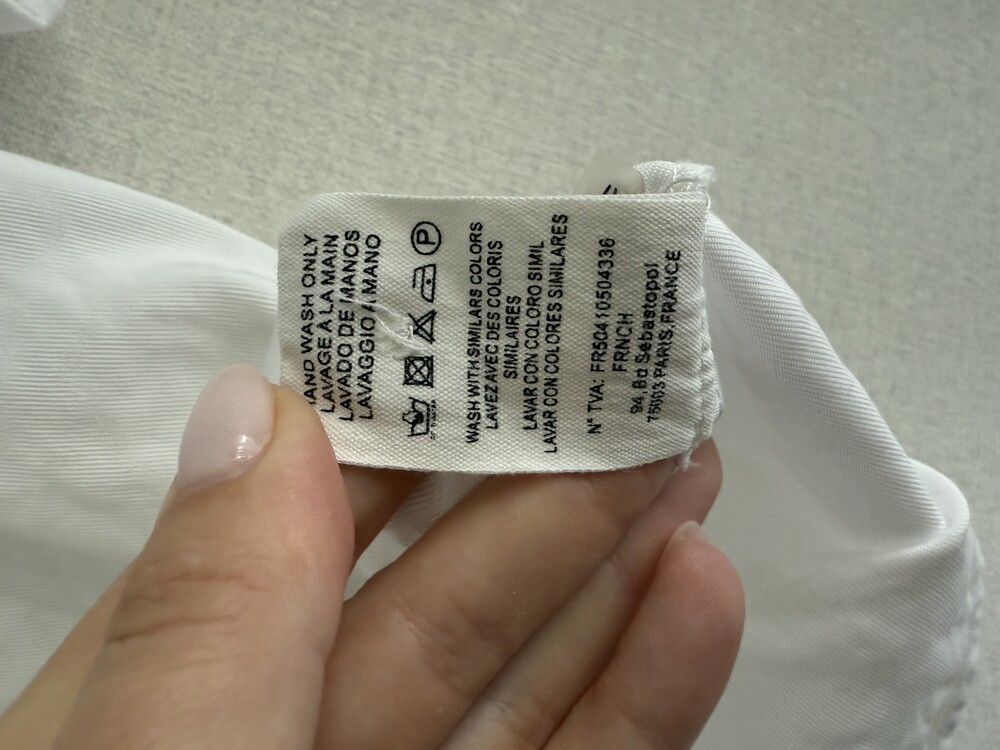 HAND WASH ONLY
LAVAGE A LA MAIN
LAVADO DE MANOS
LAVAGGIO A MANO
P
WASH WITH SIMILARS COLORS
LAVEZ AVEC DES COLORIS
SIMILAIRES
LAVAR CON COLORO SIMIL
LAVAR CON COLORES SIMILARES
N° TVA: FR50410504336
FRNCH
94, Bd Sébastopol
75003 PARIS, FRANCE